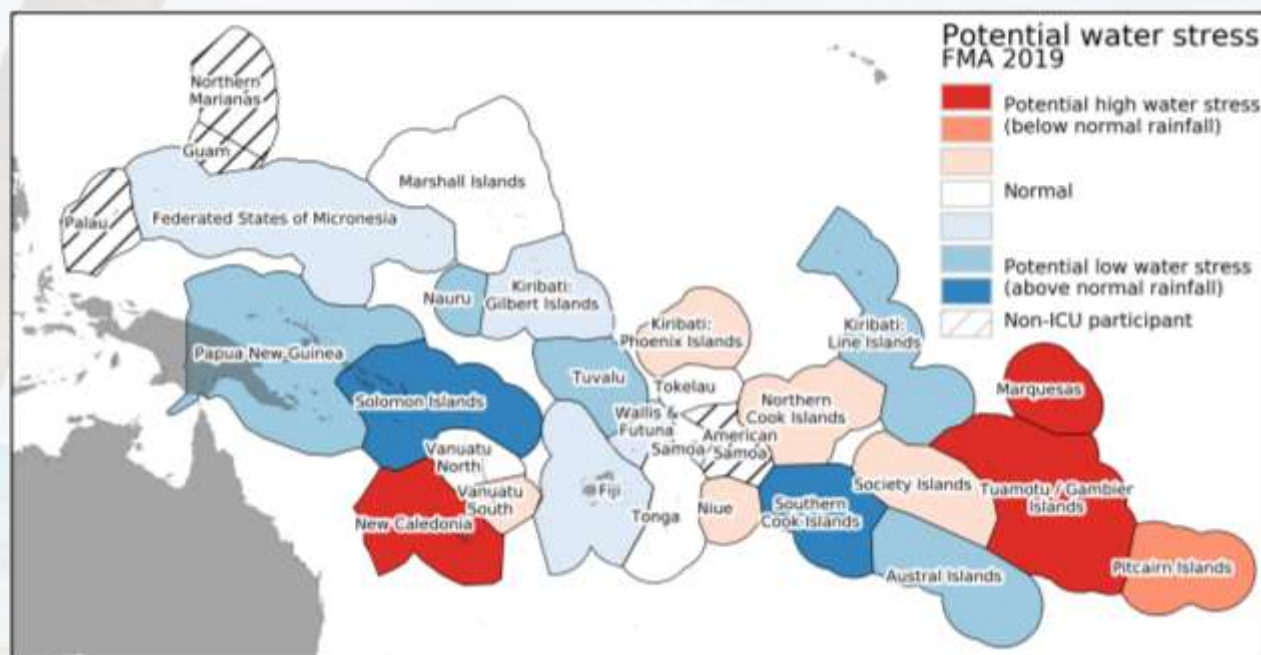 Potential water stress
FMA 2019
Potential high water stress
(below normal rainfall)
Normal
Potential low water stress
(above normal rainfall)
Non-ICU participant
Northern
Marianas
Guam
Palau
Federated States of Micronesia
Marshall Islands
Nauru
Kiribati:
Gilbert Islands
Papua New Guinea
Solomon Islands
Tuvalu
Kiribati:
Phoenix Islands
Kiribati:
Line Islands
Tokelau
Wallis &
Futuna
Samoa
American
Samoa
Northern
Cook Islands
Marquesas
Vanuatu
North
Vanuatu
South
New Caledonia
Fiji
Tonga
Niue
Southern
Cook Islands
Society Islands
Tuamotu / Gambier
Islands
Austral Islands
Pitcairn Islands